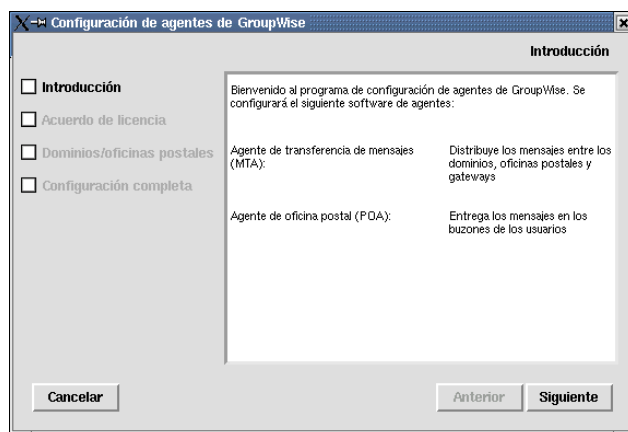 Configuración de agentes de GroupWise
Introducción
Introducción
Acuerdo de licencia
Dominios/oficinas postales
Configuración completa
Bienvenido al programa de configuración de agentes de GroupWise. Se
configurará el siguiente software de agentes:
Agente de transferencia de mensajes
(MTA):
Distribuye los mensajes entre los
dominios, oficinas postales y
gateways
Agente de oficina postal (POA):
Entrega los mensajes en los
buzones de los usuarios
Cancelar
Anterior
Siguiente